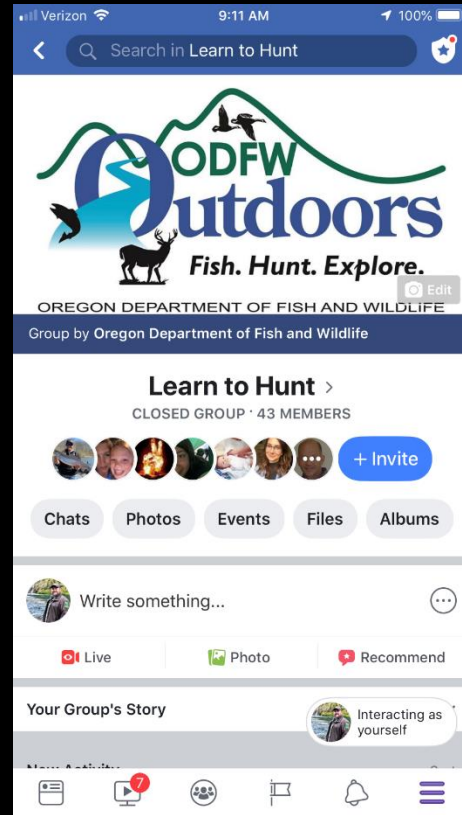 Verizon 9:11 AM 100%
Search in Learn to Hunt
ODFW
Outdoors
Fish. Hunt. Explore.
Edit
OREGON DEPARTMENT OF FISH AND WILDLIFE
Group by Oregon Department of Fish and Wildlife
Learn to Hunt >
CLOSED GROUP · 43 MEMBERS
+ Invite
Chats Photos Events Files Albums
Write something...
Live Photo Recommend
Your Group's Story
Interacting as
yourself
New Activity
7